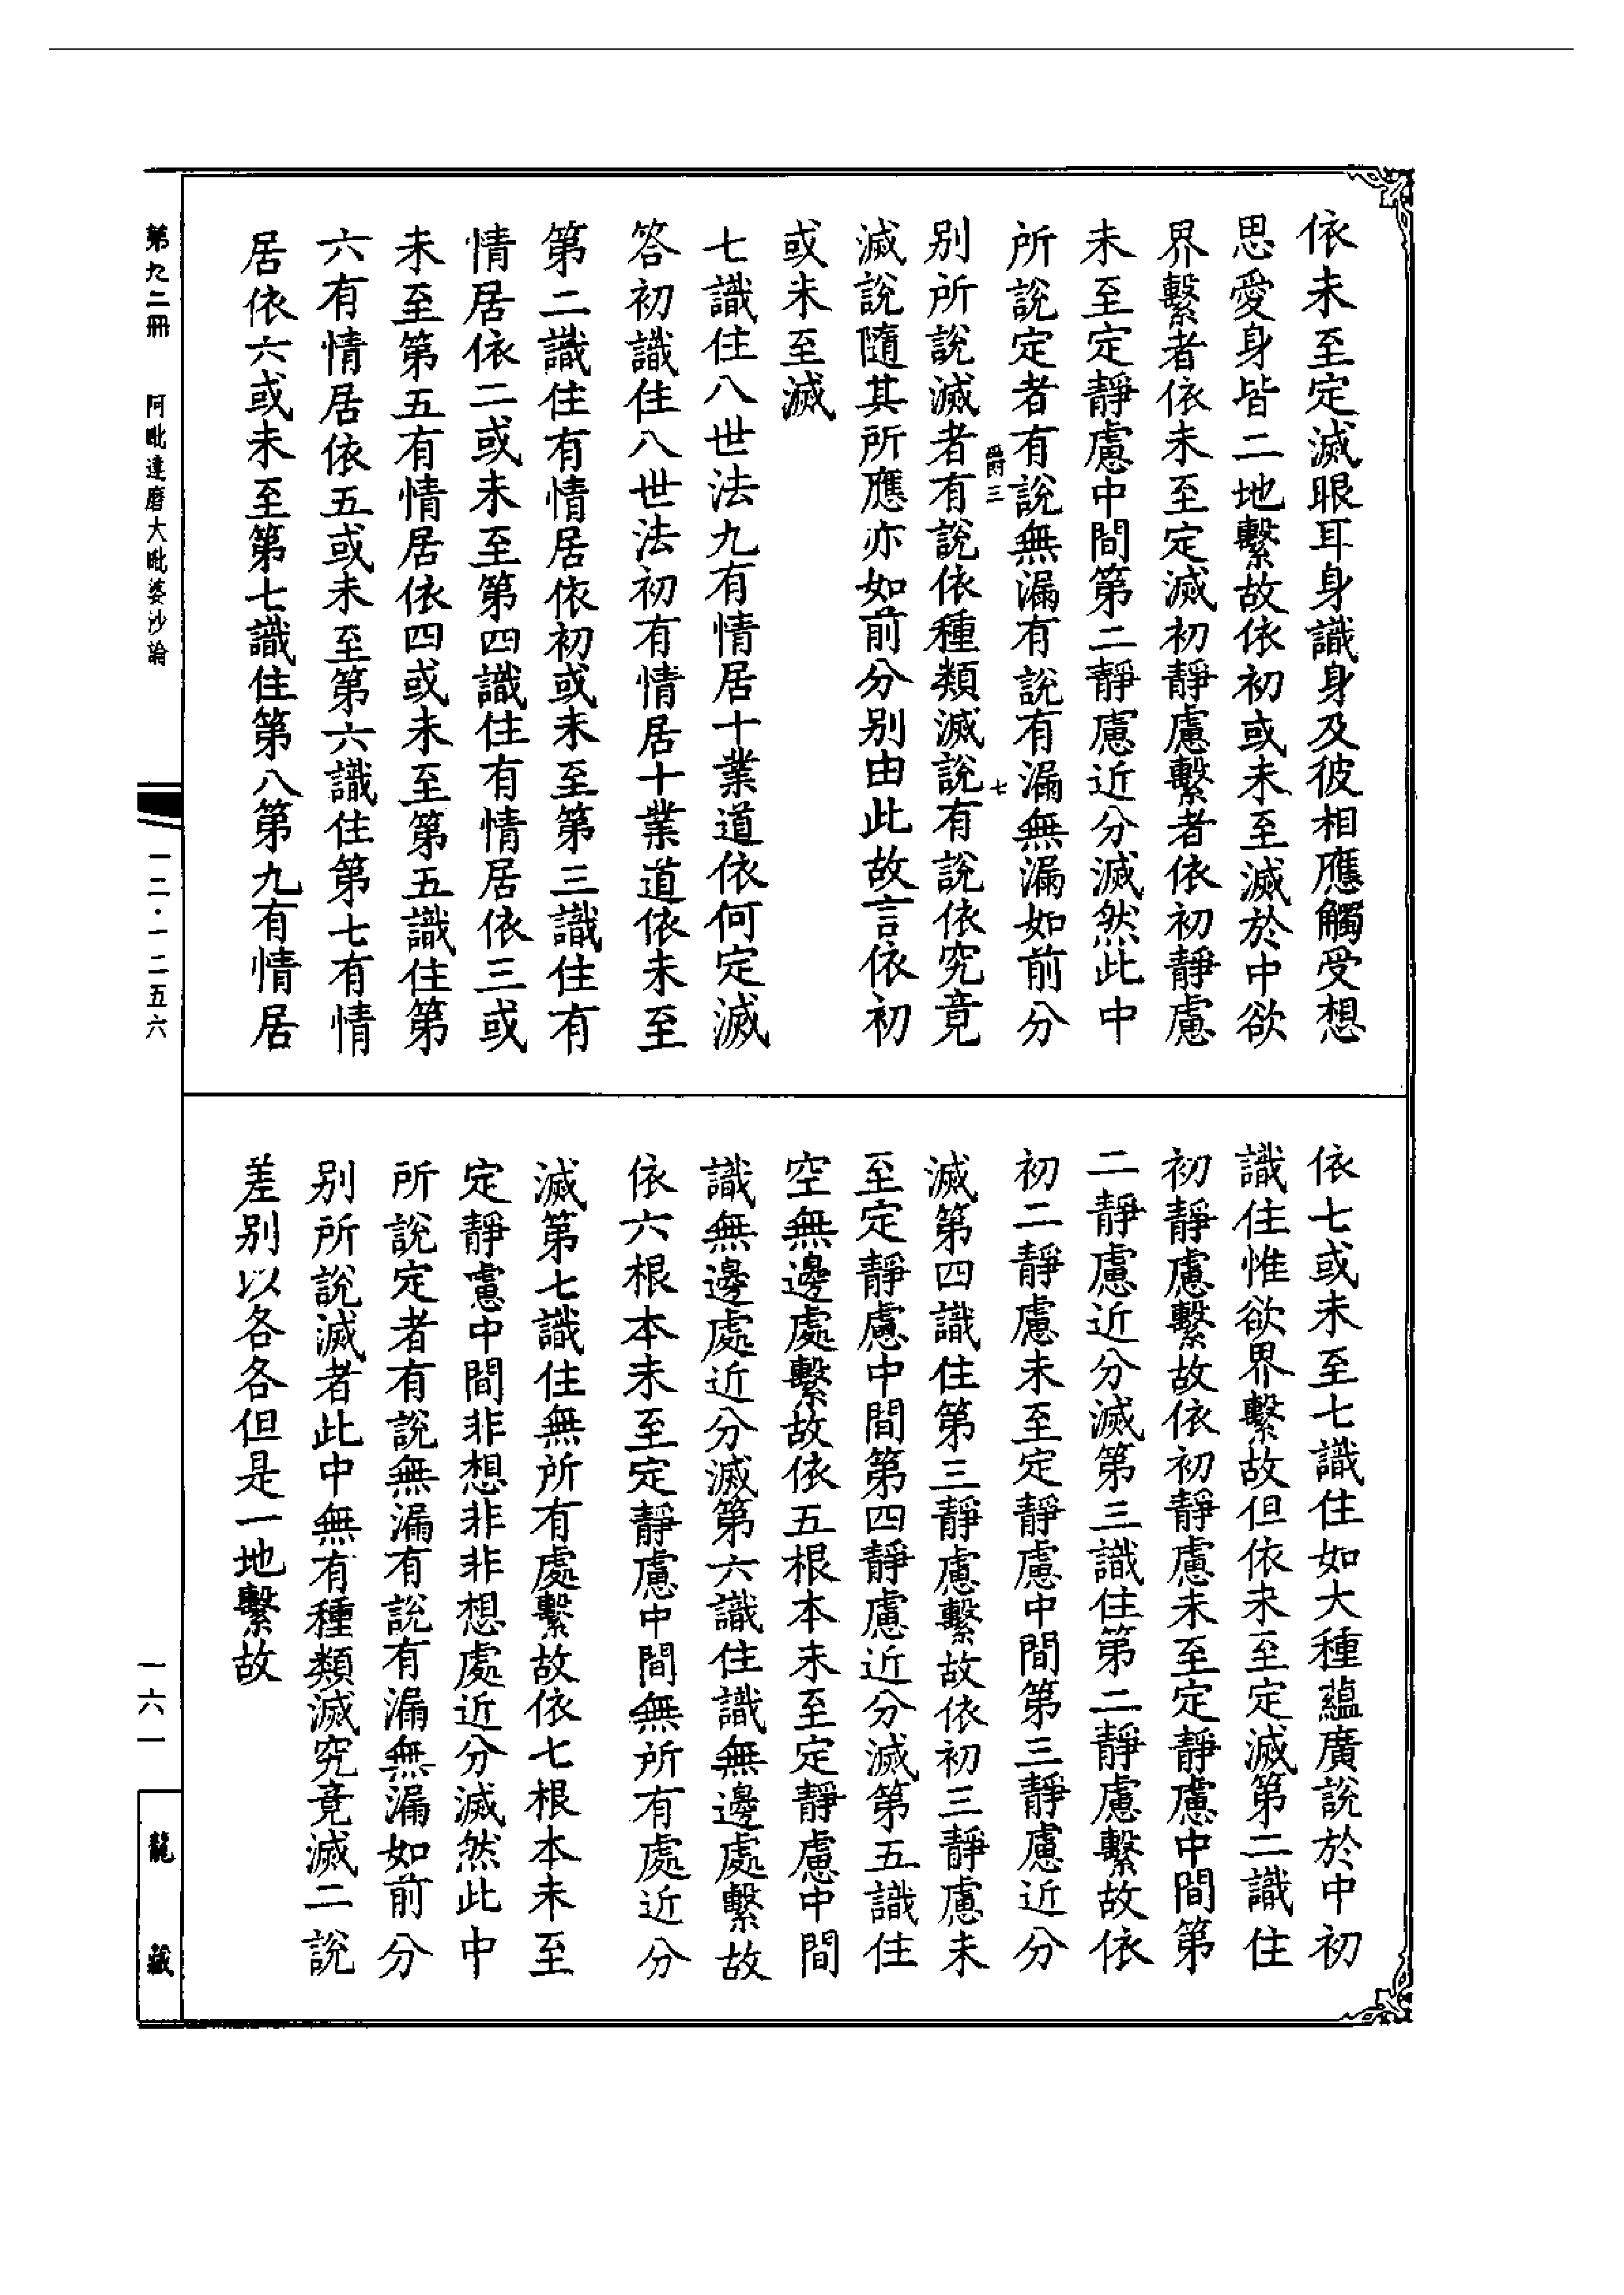 依未至定滅眼耳身識身及彼相應觸受想
思愛身皆二地繫故依初或未至滅於中欲
界繫者依未至定滅初靜慮繫者依初靜慮
未至定靜慮中間第二靜慮近分滅然此中
所說定者有說無漏有說有漏無漏如前分
爵三
七
別所說滅者有說依種類滅說有說依究竟
滅說隨其所應亦如前分別由此故言依初
或未至滅
七識住八世法九有情居十業道依何定滅
答初識住八世法初有情居十業道依未至
第二識住有情居依初或未至第三識住有
情居依二或未至第四識住有情居依三或
未至第五有情居依四或未至第五識住第
六有情居依五或未至第六識住第七有情
居依六或未至第七識住第八第九有情居
依七或未至七識住如大種蘊廣說於中初
識住惟欲界繫故但依未至定滅第二識住
初靜慮繫故依初靜慮未至定靜慮中間第
二靜慮近分滅第三識住第二靜慮繫故依
初二靜慮未至定靜慮中間第三靜慮近分
滅第四識住第三靜慮繫故依初三靜慮未
至定靜慮中間第四靜慮近分滅第五識住
空無邊處繫故依五根本未至定靜慮中間
識無邊處近分滅第六識住識無邊處繫故
依六根本未至定靜慮中間無所有處近分
滅第七識住無所有處繫故依七根本未至
定靜慮中間非想非非想處近分滅然此中
所說定者有說無漏有說有漏無漏如前分
別所說滅者此中無有種類滅究竟滅二說
差別以各各但是一地繫故
第九二冊 阿毗達磨大毗婆沙論
一二·一二五六
一六一
龍藏